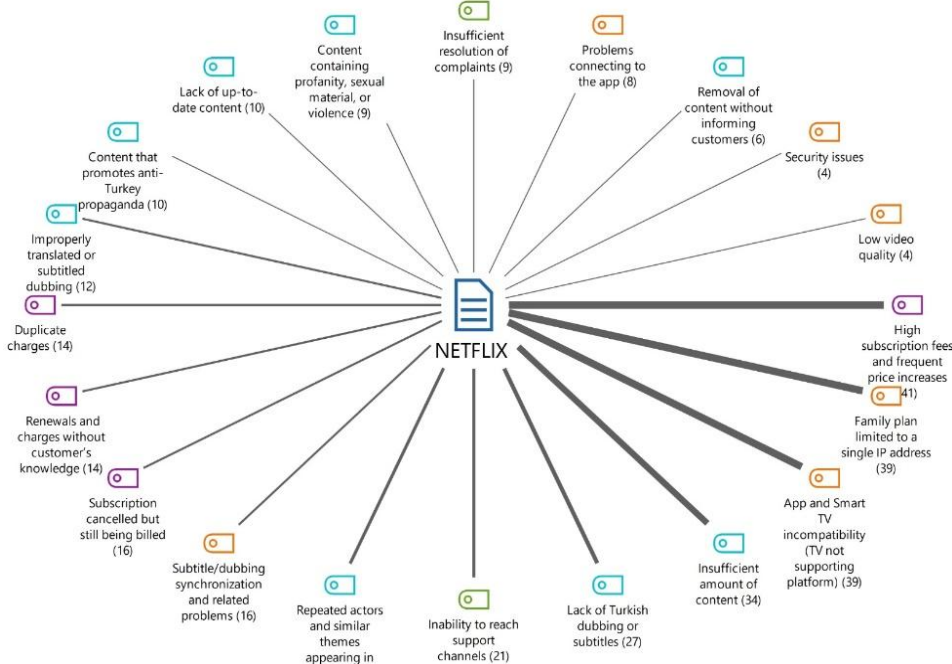 Insufficient
resolution of
complaints (9)
Content
containing
profanity, sexual
material, or
violence (9)
Problems
connecting to
the app (8)
Lack of up-to-
date content (10)
Removal of
content without
informing
customers (6)
Content that
promotes anti-
Turkey
propaganda (10)
Security issues
(4)
Improperly
translated or
subtitled
dubbing (12)
Low video
quality (4)
Duplicate
charges (14)
NETFLIX
High
subscription fees
and frequent
price increases
41)
Renewals and
charges without
customer's
knowledge (14)
Family plan
limited to a
single IP address
(39)
Subscription
cancelled but
still being billed
(16)
App and Smart
TV
incompatibility
(TV not
supporting
platform) (39)
Subtitle/dubbing
synchronization
and related
problems (16)
Insufficient
amount of
content (34)
Repeated actors
and similar
themes
appearing in
Inability to reach
support
channels (21)
Lack of Turkish
dubbing or
subtitles (27)